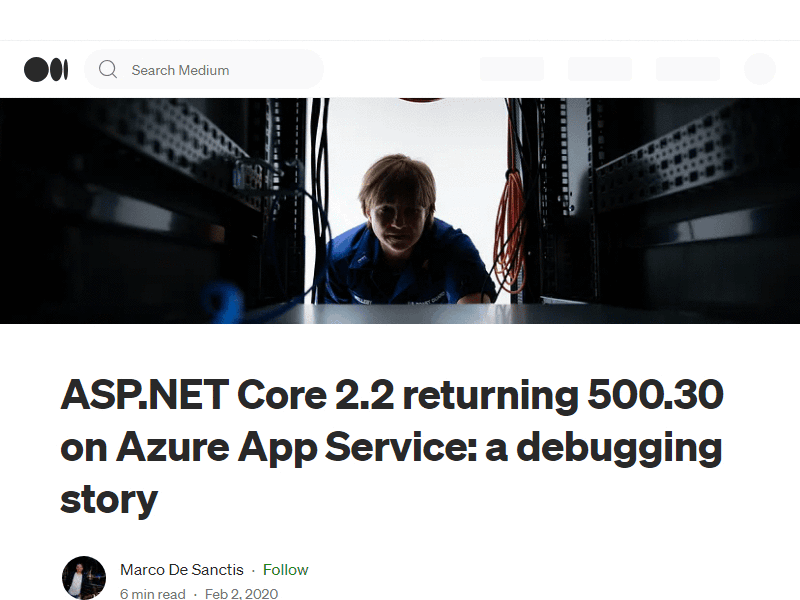 Search Medium
ASP.NET Core 2.2 returning 500.30
on Azure App Service: a debugging
story
Marco De Sanctis · Follow
6 min read · Feb 2, 2020